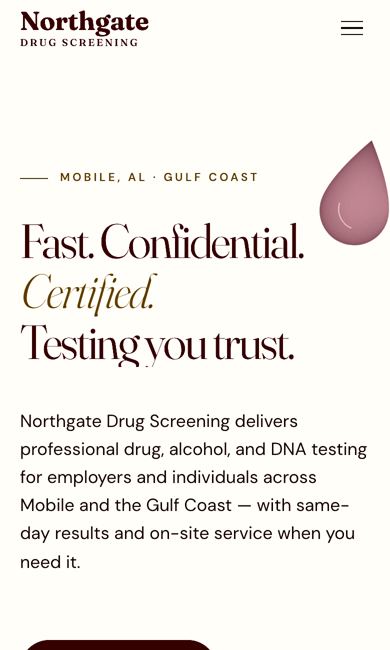 Northgate
DRUG SCREENING
MOBILE, AL · GULF COAST
Fast. Confidential.
Certified.
Testing you trust.
Northgate Drug Screening delivers
professional drug, alcohol, and DNA testing
for employers and individuals across
Mobile and the Gulf Coast — with same-
day results and on-site service when you
need it.